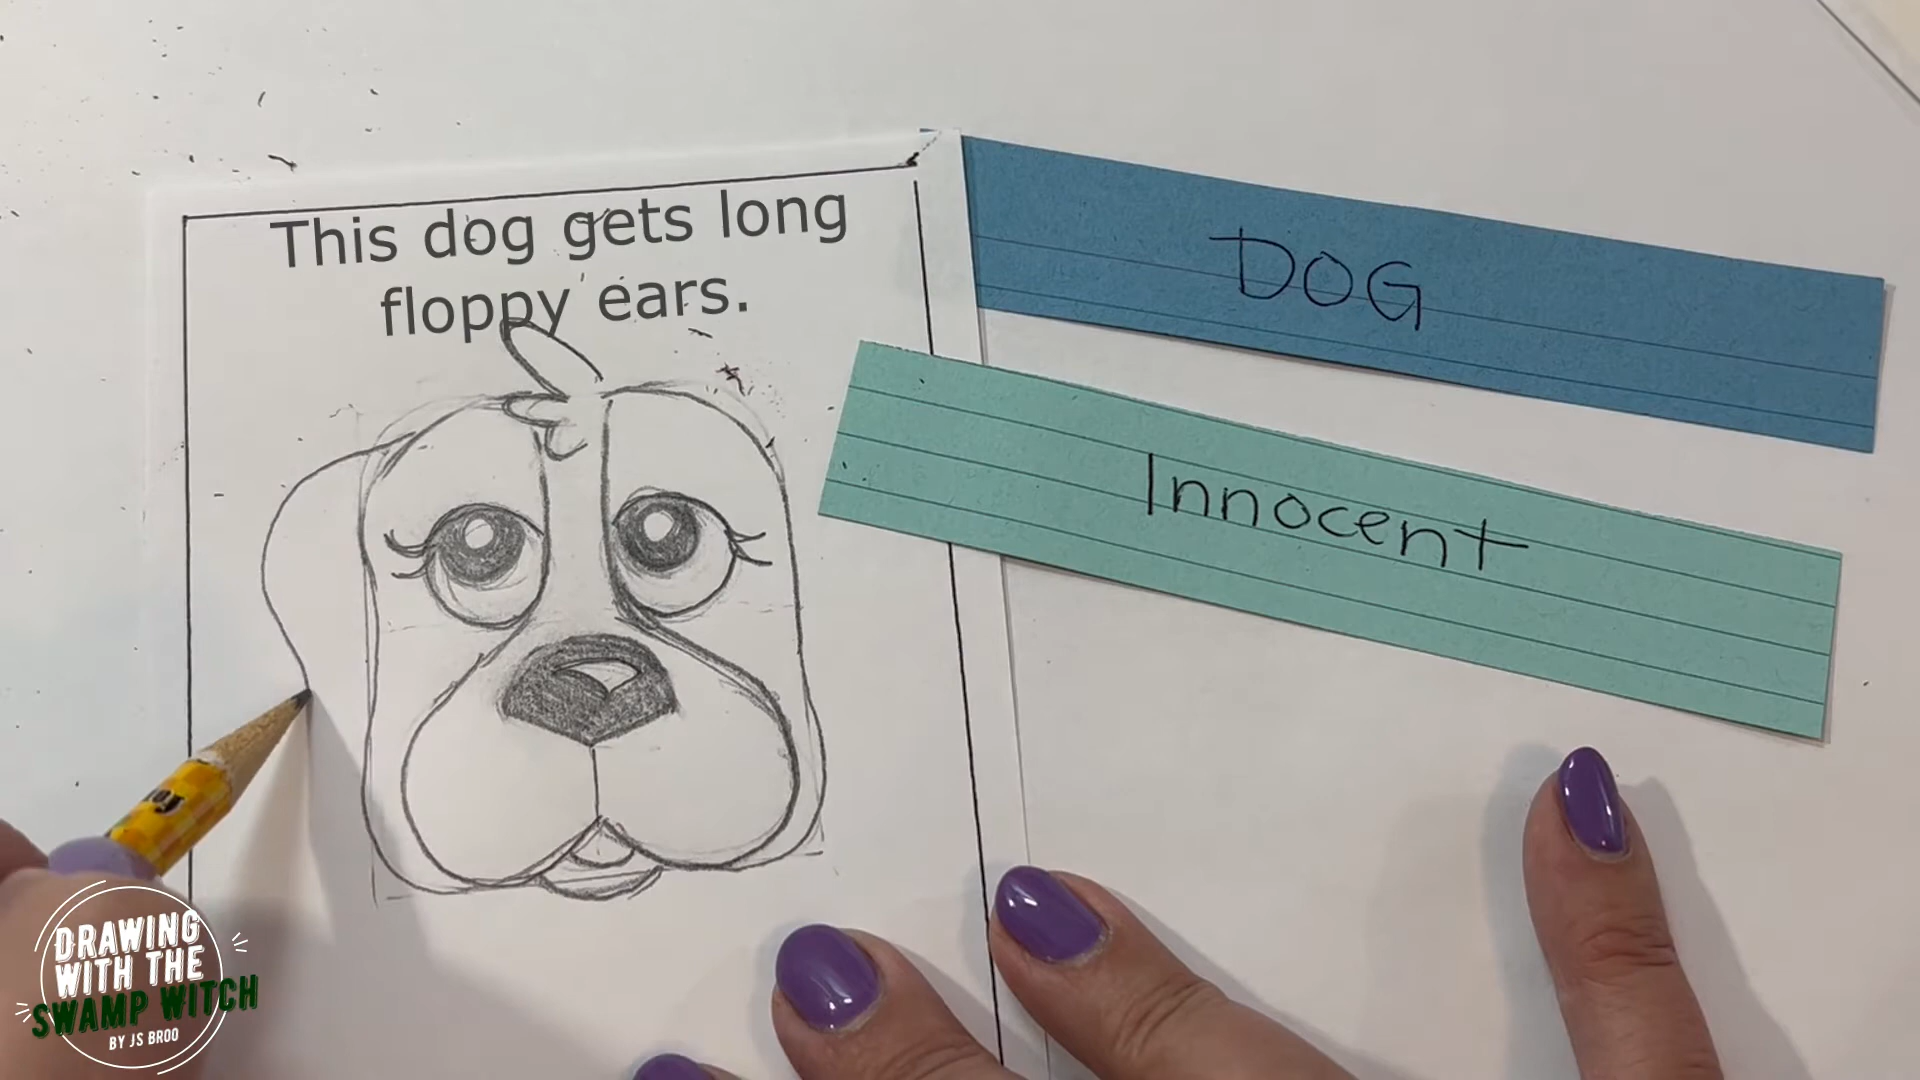 This dog gets long
floppy ears.
DOG
Innocent
DRAWING
WITH THE
SWAMP WITCH
BY JS BROO